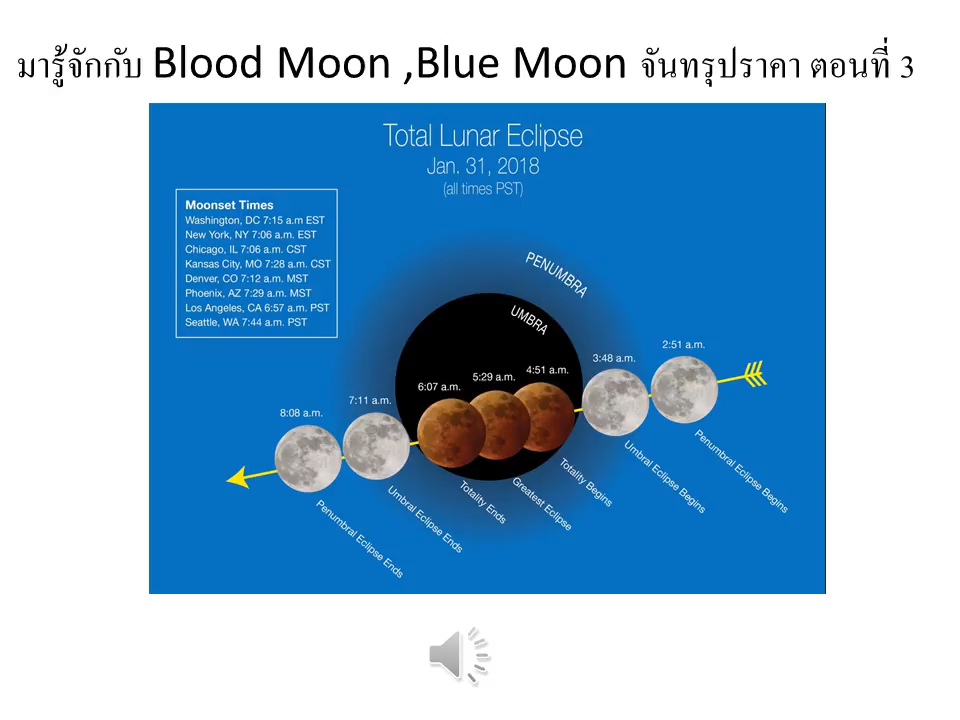 มารู้จักกับ Blood Moon ,Blue Moon จันทรุปราคา ตอนที่ 3
Total Lunar Eclipse
Jan. 31, 2018
(all times PST)
Moonset Times
Washington, DC 7:15 a.m EST
New York, NY 7:06 a.m. EST
Chicago, IL 7:06 a.m. CST
Kansas City, MO 7:28 a.m. CST
Denver, CO 7:12 a.m. MST
Phoenix, AZ 7:29 a.m. MST
Los Angeles, CA 6:57 a.m. PST
Seattle, WA 7:44 a.m. PST
PENUMBRA
UMBRA
8:08 a.m.
7:11 a.m.
6:07 a.m.
5:29 a.m.
4:51 a.m.
3:48 a.m.
2:51 a.m.
Penumbral Eclipse Ends
Umbral Eclipse Ends
Totality Ends
Greatest Eclipse
Totality Begins
Umbral Eclipse Begins
Penumbral Eclipse Begins